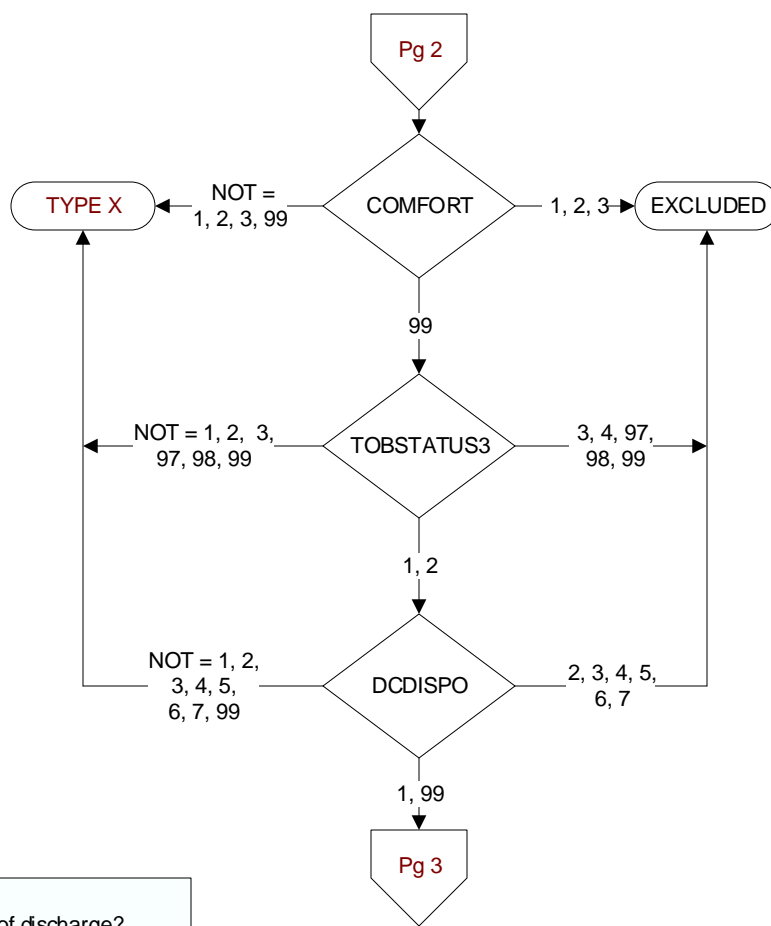 Pg 2
NOT =
1, 2, 3, 99
TYPE X
COMFORT
1, 2, 3
EXCLUDED
99
NOT = 1, 2,  3,
97, 98, 99
TOBSTATUS3
3, 4, 97,
98, 99
1, 2
NOT = 1, 2,
3, 4, 5,
6, 7, 99
DCDISPO
2, 3, 4, 5,
6, 7
1, 99
Pg 3
of discharge?